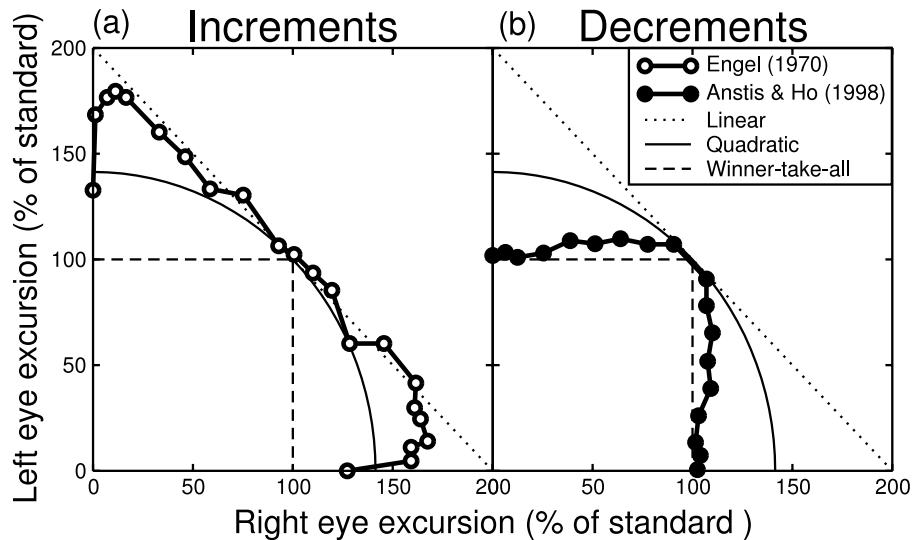 (a) Increments
(b) Decrements
Engel (1970)
Anstis & Ho (1998)
Linear
Quadratic
Winner-take-all
Left eye excursion (% of standard)
200
150
100
50
0
0
50
100
150
200
50
100
150
200
Right eye excursion (% of standard )